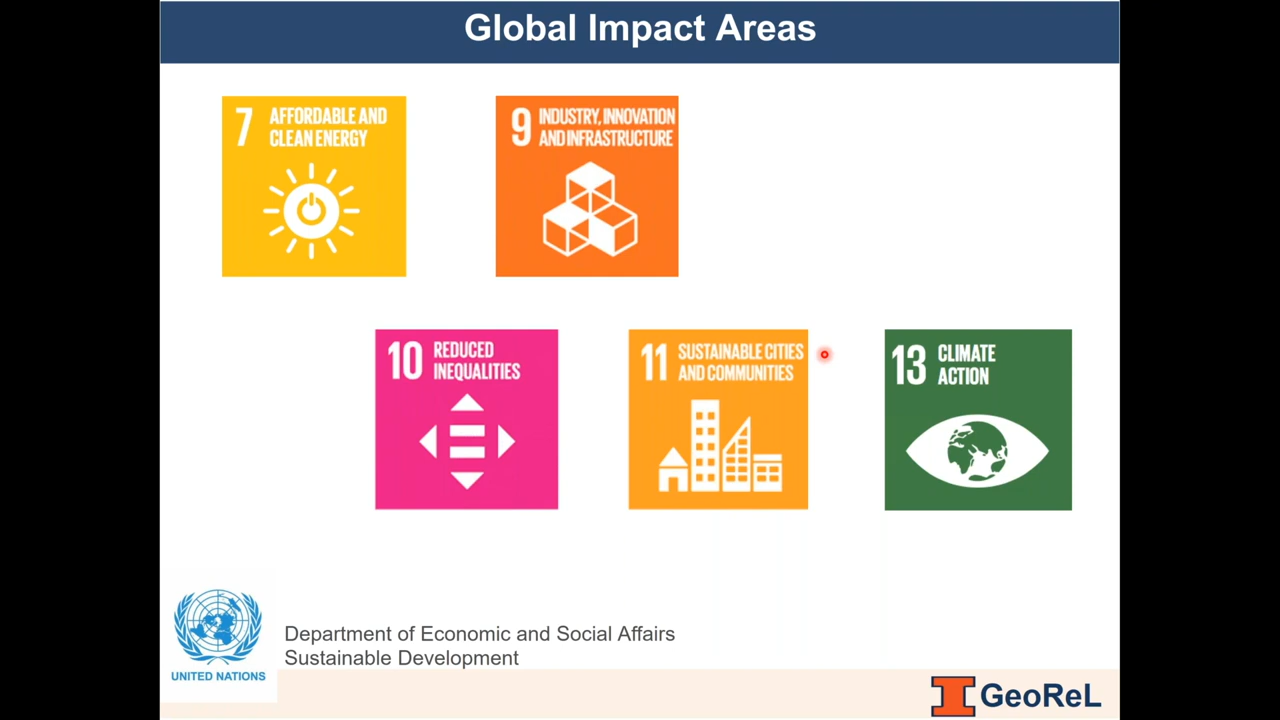 Global Impact Areas
7 AFFORDABLE AND
CLEAN ENERGY
9 INDUSTRY, INNOVATION
AND INFRASTRUCTURE
10 REDUCED
INEQUALITIES
11 SUSTAINABLE CITIES
AND COMMUNITIES
13 CLIMATE
ACTION
UNITED NATIONS
Department of Economic and Social Affairs
Sustainable Development
I GeoReL